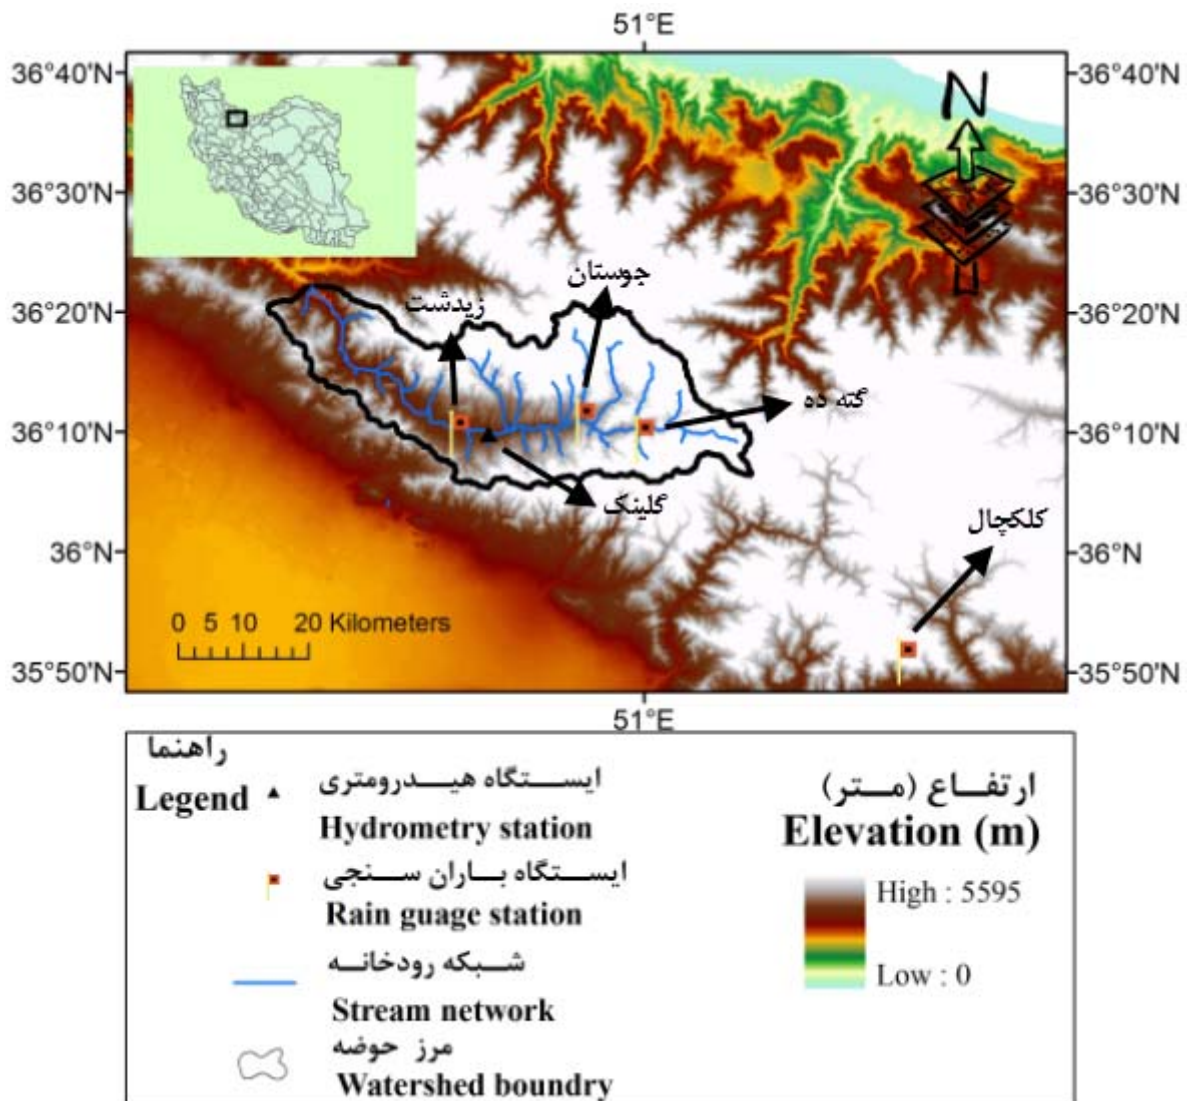 51°E
36°40'N
36°40'N
N
36°30'N
36°30'N
جوستان
زیدشت
36°20'N
36°20'N
گته ده
36°10'N
36°10'N
گلینک
کلکچال
36°N
36°N
0 5 10 20 Kilometers
35°50'N
35°50'N
51°E
راهنما
Legend
ایستگاه هیدرومتری
Hydrometry station
ایستگاه باران سنجی
Rain guage station
شبکه رودخانه
Stream network
مرز حوضه
Watershed boundry
ارتفاع (متر)
Elevation (m)
High : 5595
Low : 0